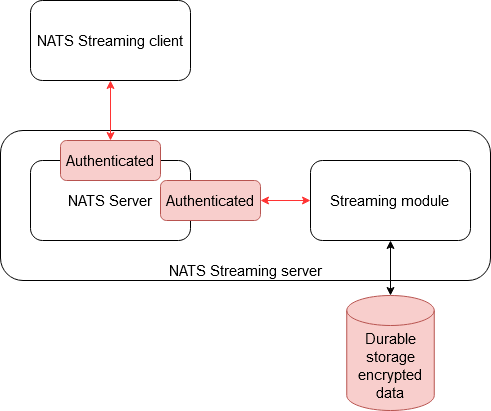 NATS Streaming client
Authenticated
NATS Server
Authenticated
Streaming module
NATS Streaming server
Durable
storage
encrypted
data